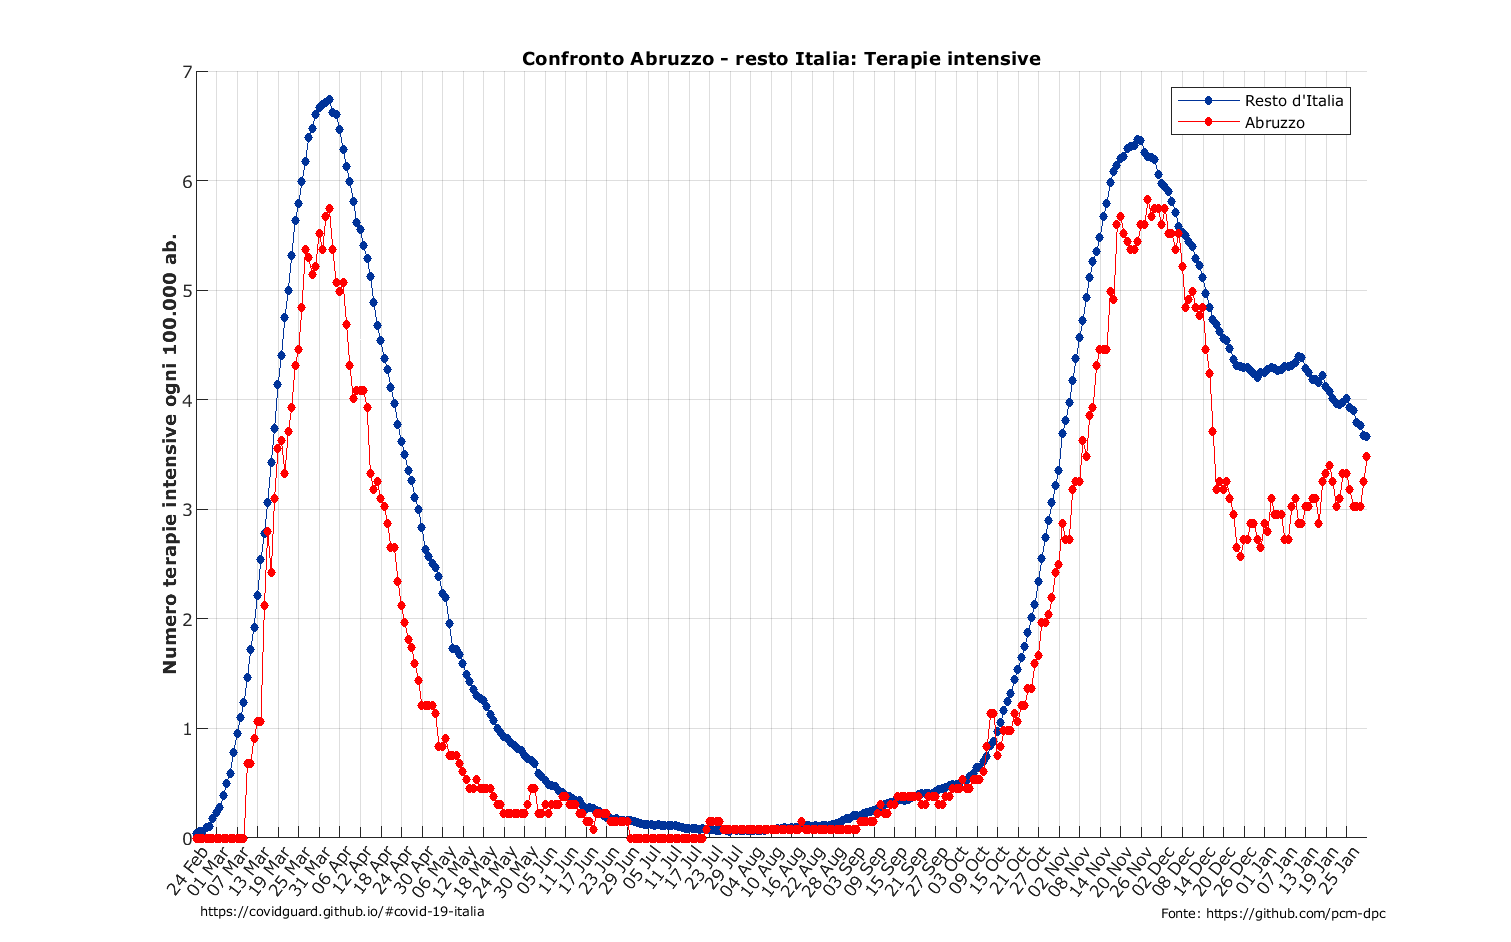 Confronto Abruzzo - resto Italia: Terapie intensive
Numero terapie intensive ogni 100.000 ab.
7
6
5
4
3
2
1
0
Resto d'Italia
Abruzzo
24 Feb
01 Mar
07 Mar
13 Mar
19 Mar
25 Mar
31 Mar
06 Apr
12 Apr
18 Apr
24 Apr
30 Apr
06 May
12 May
18 May
24 May
30 May
05 Jun
11 Jun
17 Jun
23 Jun
29 Jun
05 Jul
11 Jul
17 Jul
23 Jul
29 Jul
04 Aug
10 Aug
16 Aug
22 Aug
28 Aug
03 Sep
09 Sep
15 Sep
21 Sep
27 Sep
03 Oct
09 Oct
15 Oct
21 Oct
27 Oct
02 Nov
08 Nov
14 Nov
20 Nov
26 Nov
02 Dec
08 Dec
14 Dec
20 Dec
26 Dec
01 Jan
07 Jan
13 Jan
19 Jan
25 Jan
https://covidguard.github.io/#covid-19-italia
Fonte: https://github.com/pcm-dpc